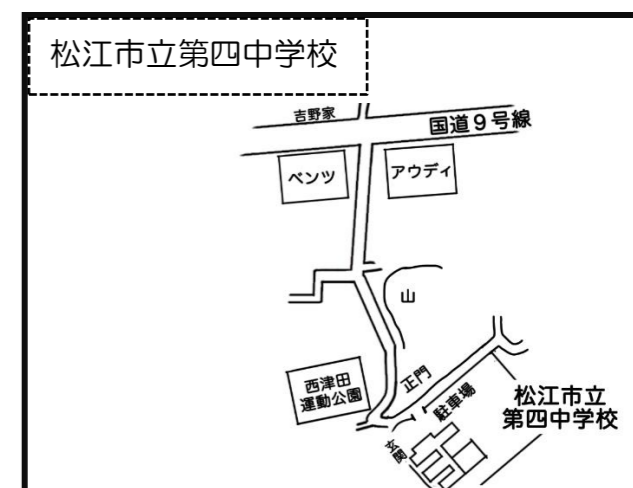 松江市立第四中学校
吉野家
国道9号線
ベンツ
アウディ
山
西津田
運動公園
正門
駐車場
松江市立
第四中学校
玄関